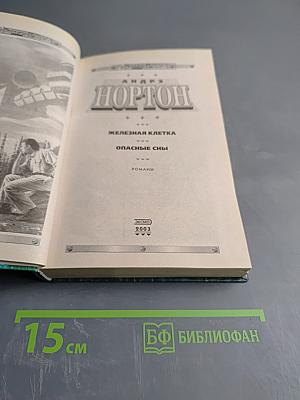 АНДРЭ
НОРТОН
ЖЕЛЕЗНАЯ КЛЕТКА
ОПАСНЫЕ СНЫ
РОМАНЫ
ЭКСМО
2003
15 СМ
БФ БИБЛИОФАН